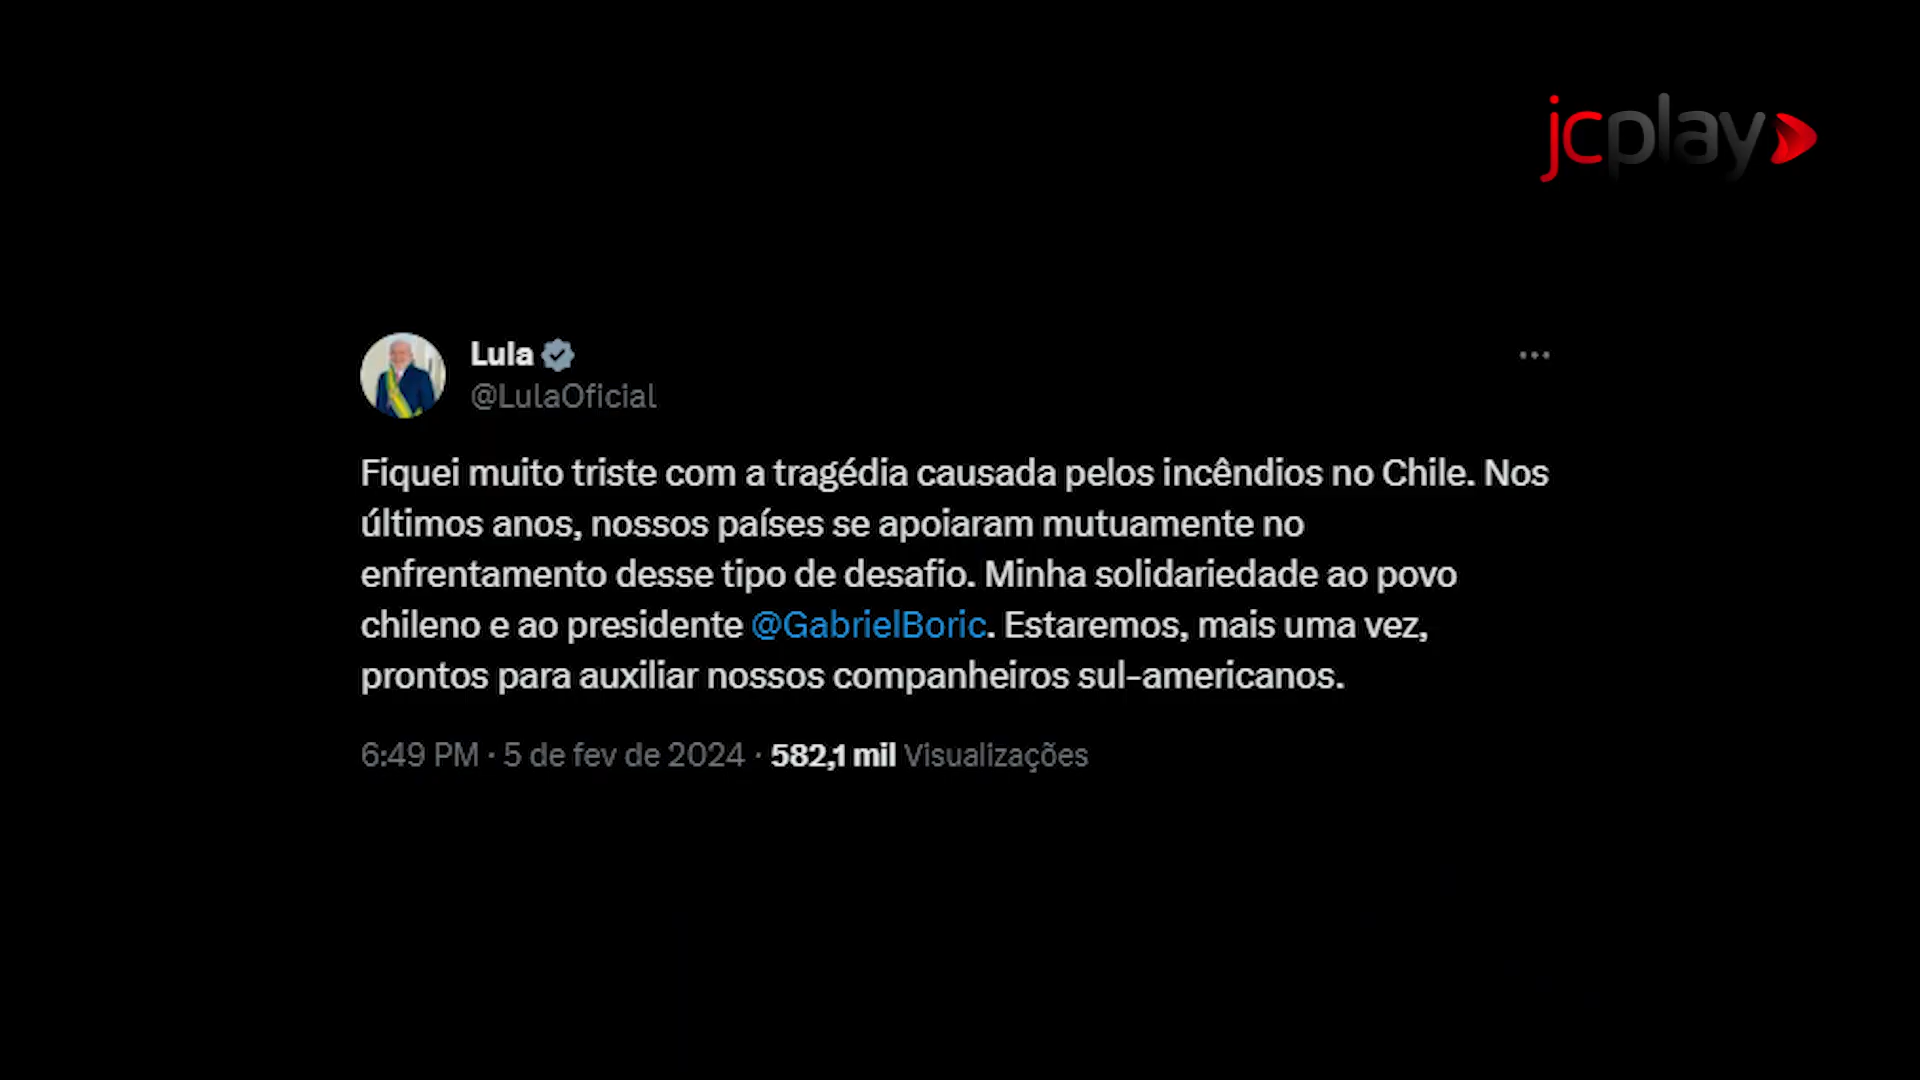 jcplay
Lula
@LulaOficial
Fiquei muito triste com a tragédia causada pelos incêndios no Chile. Nos
últimos anos, nossos países se apoiaram mutuamente no
enfrentamento desse tipo de desafio. Minha solidariedade ao povo
chileno e ao presidente @GabrielBoric. Estaremos, mais uma vez,
prontos para auxiliar nossos companheiros sul-americanos.
6:49 PM · 5 de fev de 2024 · 582,1 mil Visualizações